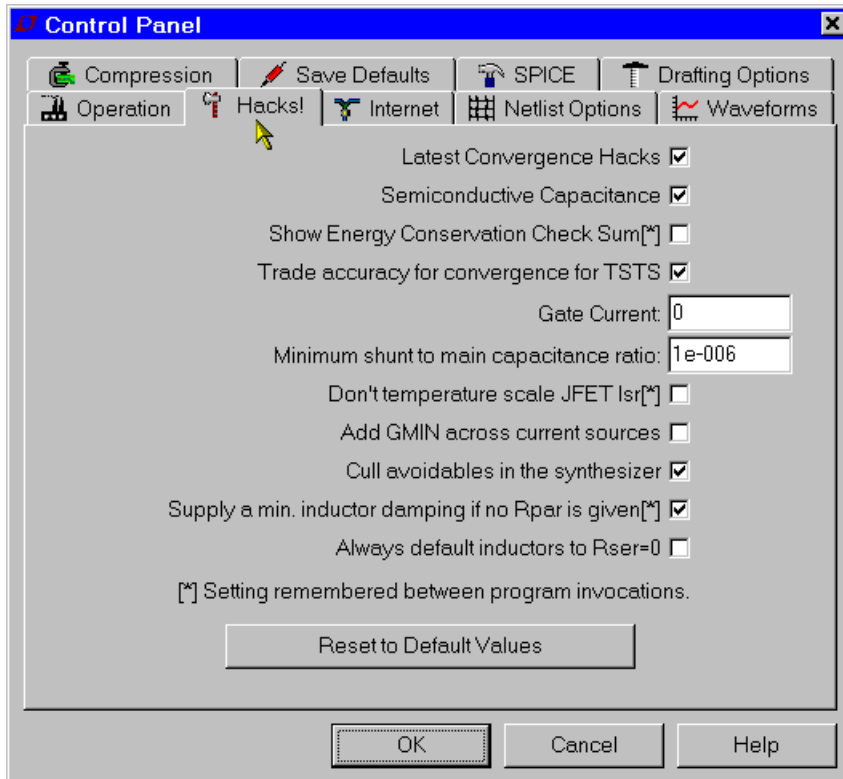 Control Panel
Compression
Save Defaults
SPICE
Drafting Options
Operation
Hacks!
Internet
Netlist Options
Waveforms
Latest Convergence Hacks
Semiconductive Capacitance
Show Energy Conservation Check Sum[*]
Trade accuracy for convergence for TSTS
Gate Current: 0
Minimum shunt to main capacitance ratio: 1e-006
Don't temperature scale JFET Isr[*]
Add GMIN across current sources
Cull avoidables in the synthesizer
Supply a min. inductor damping if no Rpar is given[*]
Always default inductors to Rser=0
[*] Setting remembered between program invocations.
Reset to Default Values
OK
Cancel
Help